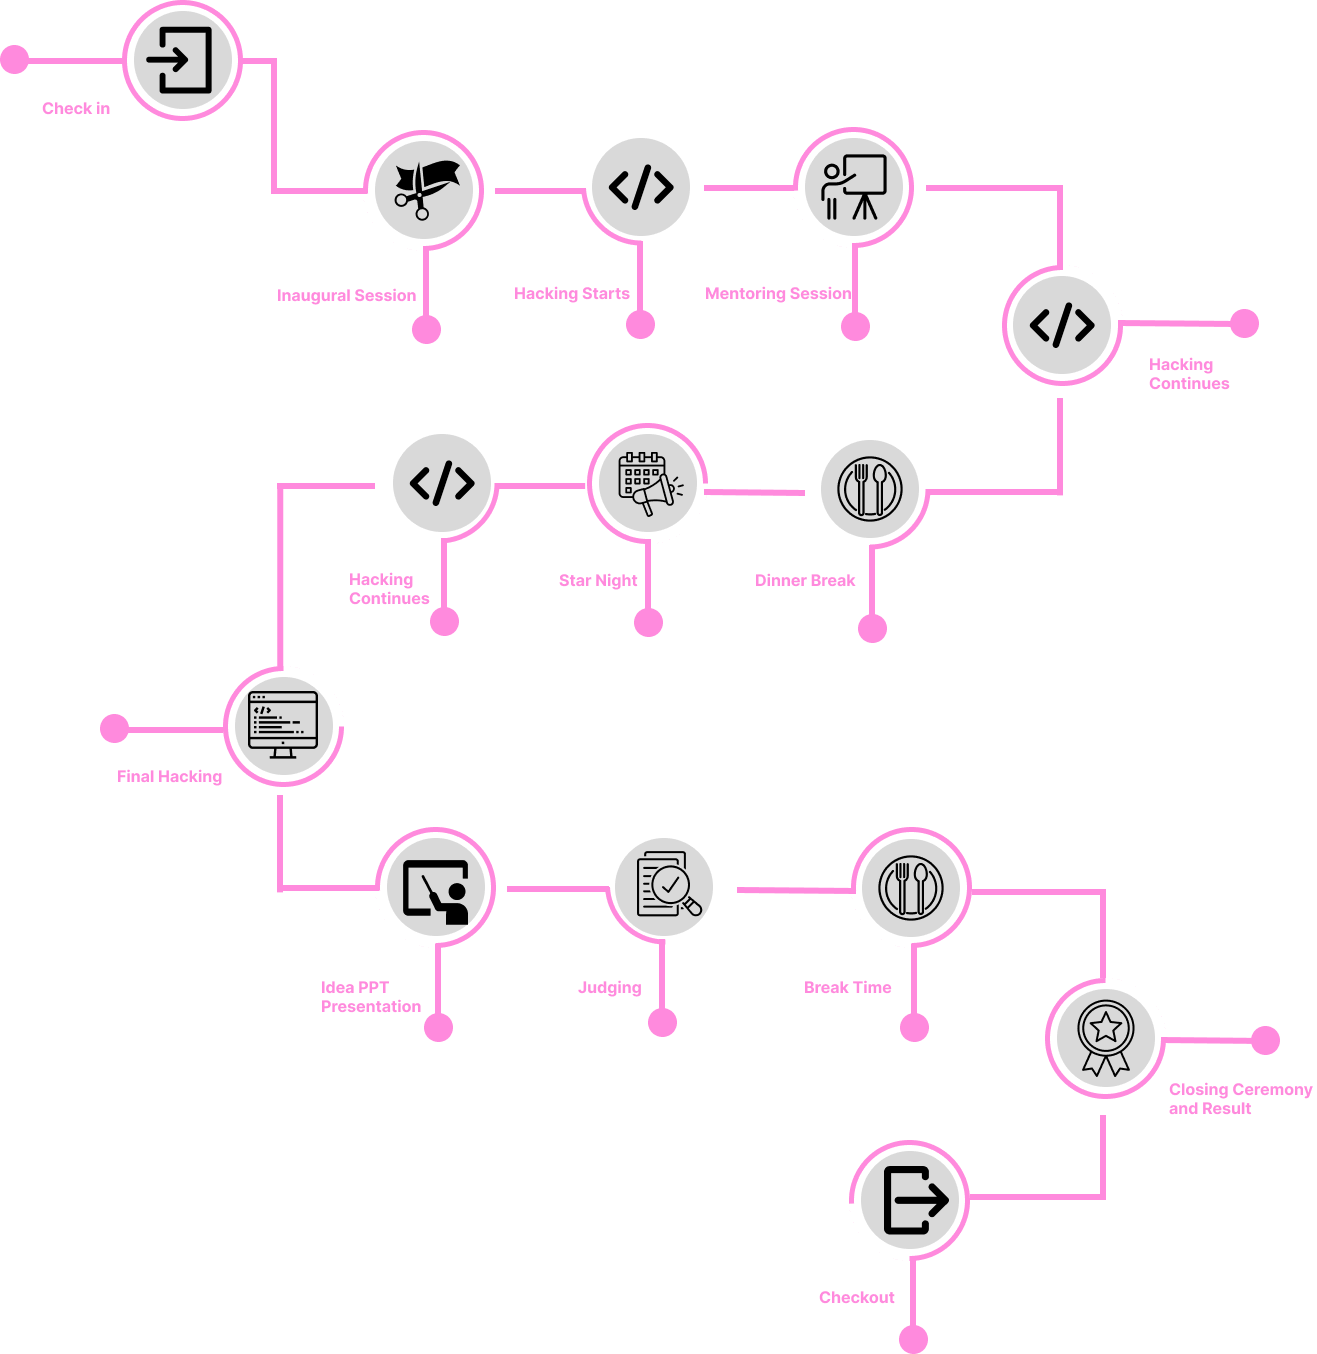 Check in
Inaugural Session
Hacking Starts
Mentoring Session
Hacking
Continues
Dinner Break
Star Night
Hacking
Continues
Final Hacking
Idea PPT
Presentation
Judging
Break Time
Closing Ceremony
and Result
Checkout